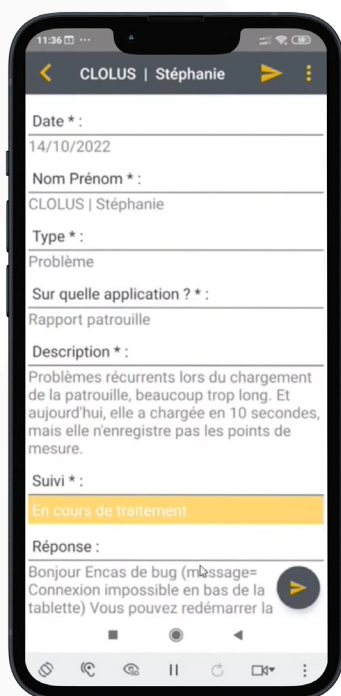 11:36
CLOLUS | Stéphanie
Date * :
14/10/2022
Nom Prénom * :
CLOLUS | Stéphanie
Type * :
Problème
Sur quelle application ? * :
Rapport patrouille
Description * :
Problèmes récurrents lors du chargement
de la patrouille, beaucoup trop long. Et
aujourd'hui, elle a chargée en 10 secondes,
mais elle n'enregistre pas les points de
mesure.
Suivi * :
En cours de traitement
Réponse :
Bonjour Encas de bug (message=
Connexion impossible en bas de la
tablette) Vous pouvez redémarrer la